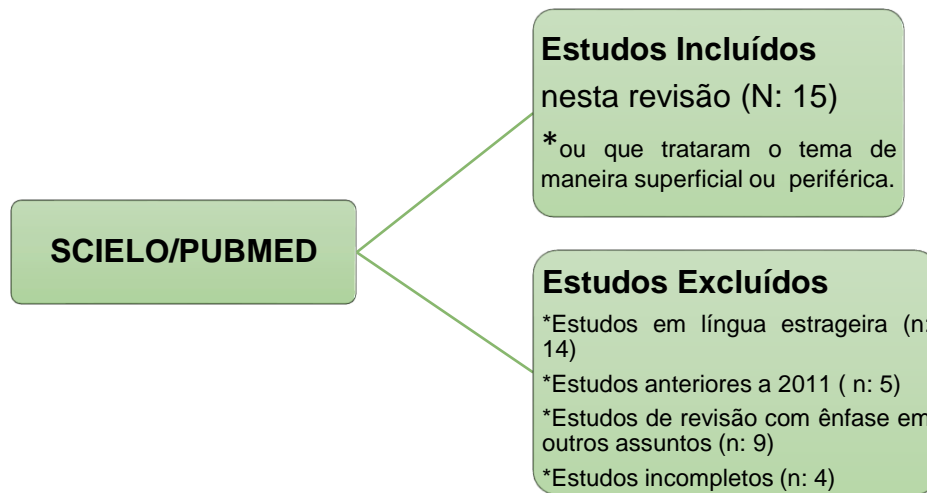 SCIELO/PUBMED
Estudos Incluídos
nesta revisão (N: 15)
*ou que trataram o tema de
maneira superficial ou periférica.
Estudos Excluídos
*Estudos em língua estrageira (n:
14)
*Estudos anteriores a 2011 ( n: 5)
*Estudos de revisão com ênfase em
outros assuntos (n: 9)
*Estudos incompletos (n: 4)